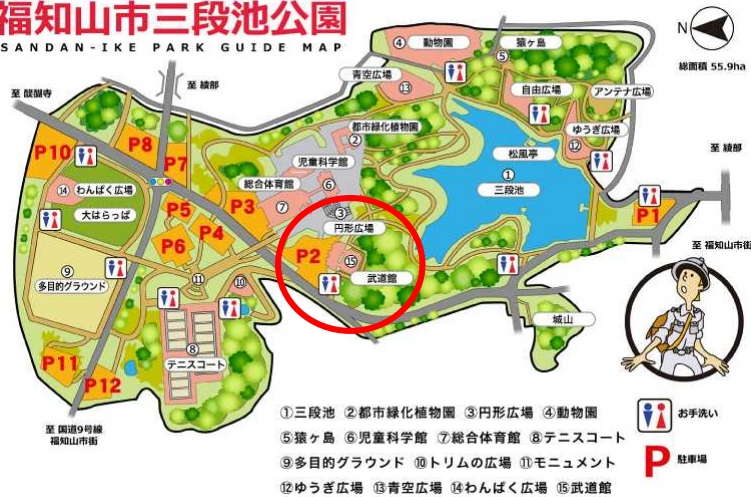 福知山市三段池公園
SANDAN-IKE PARK GUIDE MAP
N
総面積 55.9ha
④ 動物園
猿ヶ島
⑤
青空広場
⑬
自由広場
アンテナ広場
至 醍醐寺
至 綾部
都市緑化植物園
②
ゆうぎ広場
⑫
P10
P8
P7
児童科学館
⑥
松風亭
①
三段池
至 綾部
⑭ わんぱく広場
大はらっぱ
総合体育館
⑦
P3
P5
P4
P6
③
円形広場
P1
至 福知山市街
P2
⑮
武道館
⑨
多目的グラウンド
⑪
⑩
⑧
テニスコート
城山
P11
P12
至 国道9号線
福知山市街
①三段池 ②都市緑化植物園 ③円形広場 ④動物園
⑤猿ヶ島 ⑥児童科学館 ⑦総合体育館 ⑧テニスコート
⑨多目的グラウンド ⑩トリムの広場 ⑪モニュメント
⑫ゆうぎ広場 ⑬青空広場 ⑭わんぱく広場 ⑮武道館
お手洗い
P 駐車場